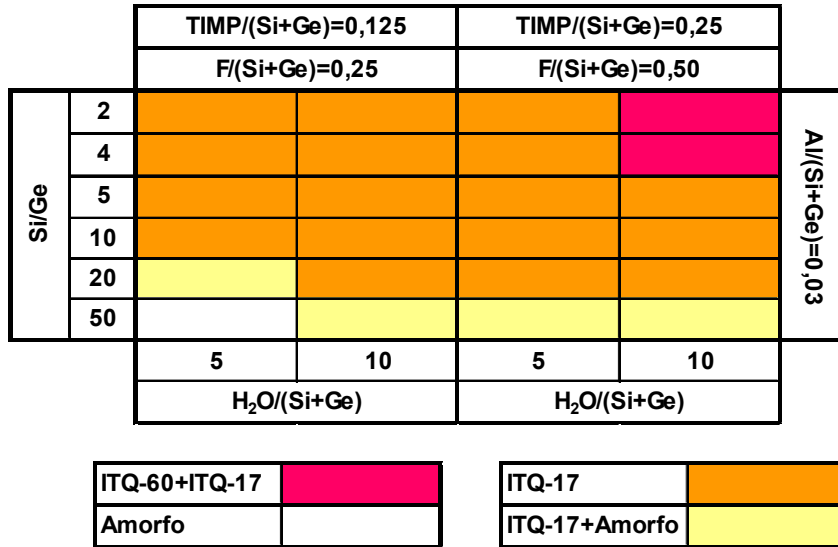 TIMP/(Si+Ge)=0,125 TIMP/(Si+Ge)=0,25
F/(Si+Ge)=0,25 F/(Si+Ge)=0,50
Si/Ge
2
4
5
10
20
50
Al/(Si+Ge)=0,03
5 10 5 10
H₂O/(Si+Ge) H₂O/(Si+Ge)
ITQ-60+ITQ-17 ITQ-17
Amorfo ITQ-17+Amorfo